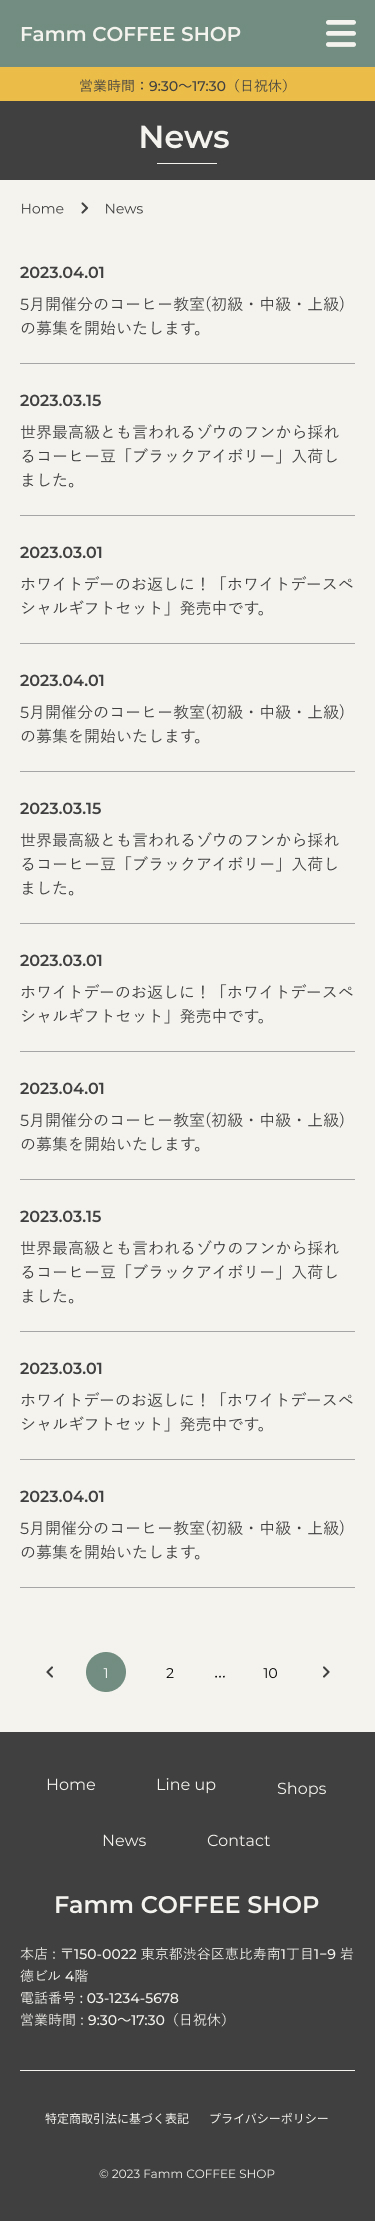 Famm COFFEE SHOP
営業時間：9:30〜17:30（日祝休）
News
Home > News
2023.04.01
5月開催分のコーヒー教室(初級・中級・上級)
の募集を開始いたします。
2023.03.15
世界最高級とも言われるゾウのフンから採れ
るコーヒー豆「ブラックアイボリー」入荷し
ました。
2023.03.01
ホワイトデーのお返しに！「ホワイトデースペ
シャルギフトセット」発売中です。
2023.04.01
5月開催分のコーヒー教室(初級・中級・上級)
の募集を開始いたします。
2023.03.15
世界最高級とも言われるゾウのフンから採れ
るコーヒー豆「ブラックアイボリー」入荷し
ました。
2023.03.01
ホワイトデーのお返しに！「ホワイトデースペ
シャルギフトセット」発売中です。
2023.04.01
5月開催分のコーヒー教室(初級・中級・上級)
の募集を開始いたします。
2023.03.15
世界最高級とも言われるゾウのフンから採れ
るコーヒー豆「ブラックアイボリー」入荷し
ました。
2023.03.01
ホワイトデーのお返しに！「ホワイトデースペ
シャルギフトセット」発売中です。
2023.04.01
5月開催分のコーヒー教室(初級・中級・上級)
の募集を開始いたします。
< 1 2 ... 10 >
Home Line up Shops
News Contact
Famm COFFEE SHOP
本店 : 〒150-0022 東京都渋谷区恵比寿南1丁目1−9 岩
徳ビル 4階
電話番号 : 03-1234-5678
営業時間 : 9:30〜17:30（日祝休）
特定商取引法に基づく表記 プライバシーポリシー
© 2023 Famm COFFEE SHOP